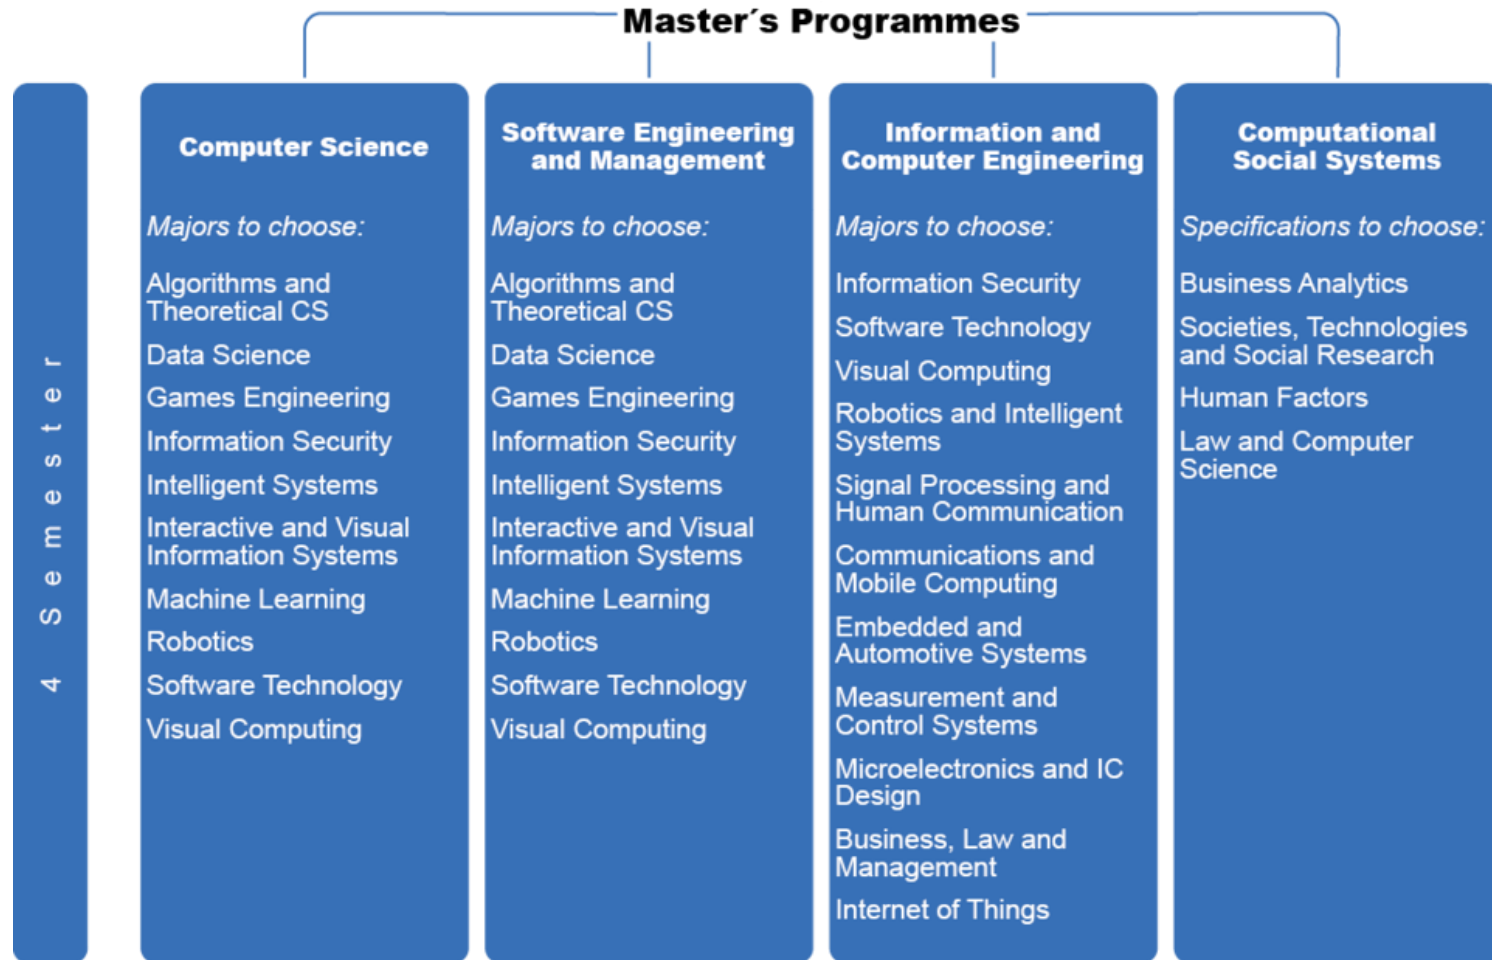 Master´s Programmes
4 Semester
Computer Science
Majors to choose:
Algorithms and
Theoretical CS
Data Science
Games Engineering
Information Security
Intelligent Systems
Interactive and Visual
Information Systems
Machine Learning
Robotics
Software Technology
Visual Computing
Software Engineering
and Management
Majors to choose:
Algorithms and
Theoretical CS
Data Science
Games Engineering
Information Security
Intelligent Systems
Interactive and Visual
Information Systems
Machine Learning
Robotics
Software Technology
Visual Computing
Information and
Computer Engineering
Majors to choose:
Information Security
Software Technology
Visual Computing
Robotics and Intelligent
Systems
Signal Processing and
Human Communication
Communications and
Mobile Computing
Embedded and
Automotive Systems
Measurement and
Control Systems
Microelectronics and IC
Design
Business, Law and
Management
Internet of Things
Computational
Social Systems
Specifications to choose:
Business Analytics
Societies, Technologies
and Social Research
Human Factors
Law and Computer
Science